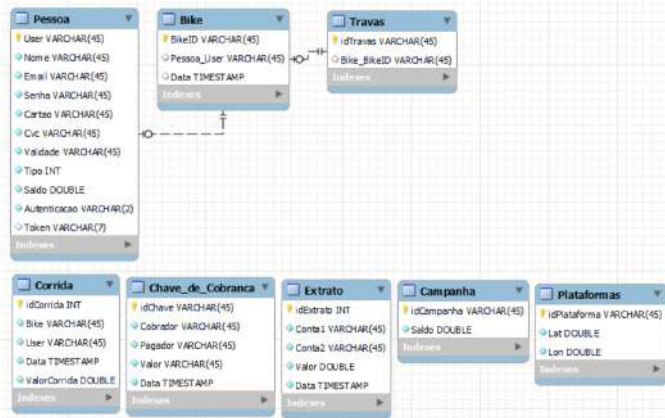 Pessoa
User VARCHAR(45)
Nome VARCHAR(45)
Email VARCHAR(45)
Senha VARCHAR(45)
Cartao VARCHAR(45)
Cvc VARCHAR(45)
Validade VARCHAR(45)
Tipo INT
Saldo DOUBLE
Autenticacao VARCHAR(2)
Token VARCHAR(7)
Indexes
Bike
BikeID VARCHAR(45)
Pessoa_User VARCHAR(45)
Data TIMESTAMP
Indexes
Travas
idTravas VARCHAR(45)
Bike_BikeID VARCHAR(45)
Indexes
Corrida
idCorrida INT
Bike VARCHAR(45)
User VARCHAR(45)
Data TIMESTAMP
ValorCorrida DOUBLE
Indexes
Chave_de_Cobranca
idChave VARCHAR(45)
Cobrador VARCHAR(45)
Pagador VARCHAR(45)
Valor VARCHAR(45)
Data TIMESTAMP
Indexes
Extrato
idExtrato INT
Conta1 VARCHAR(45)
Conta2 VARCHAR(45)
Valor DOUBLE
Data TIMESTAMP
Indexes
Campanha
idCampanha VARCHAR(45)
Saldo DOUBLE
Indexes
Plataformas
idPlataforma VARCHAR(45)
Lat DOUBLE
Lon DOUBLE
Indexes